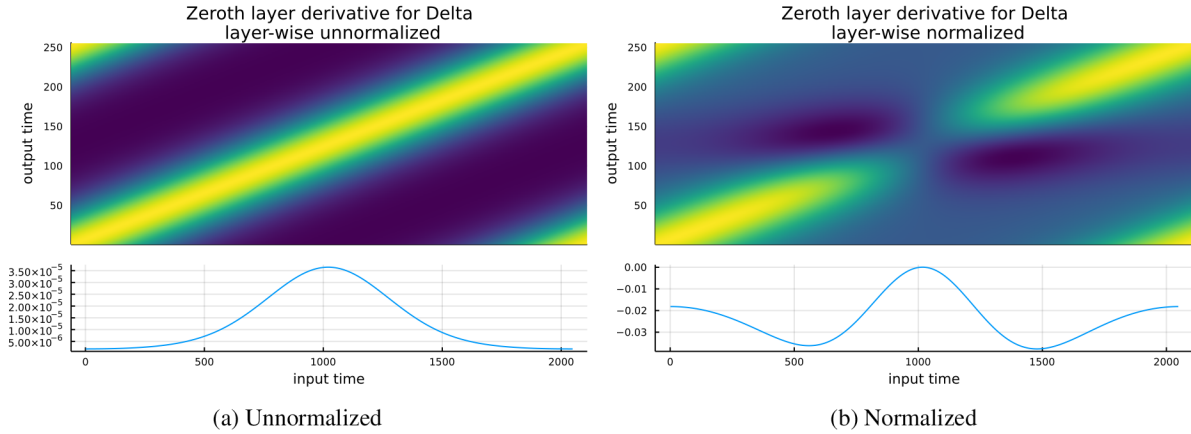 Zeroth layer derivative for Delta
layer-wise unnormalized
250
200
150
100
50
output time
3.50×10⁻⁵
3.00×10⁻⁵
2.50×10⁻⁵
2.00×10⁻⁵
1.50×10⁻⁵
1.00×10⁻⁵
5.00×10⁻⁶
0 500 1000 1500 2000
input time
(a) Unnormalized
Zeroth layer derivative for Delta
layer-wise normalized
250
200
150
100
50
output time
0.00
−0.01
−0.02
−0.03
0 500 1000 1500 2000
input time
(b) Normalized